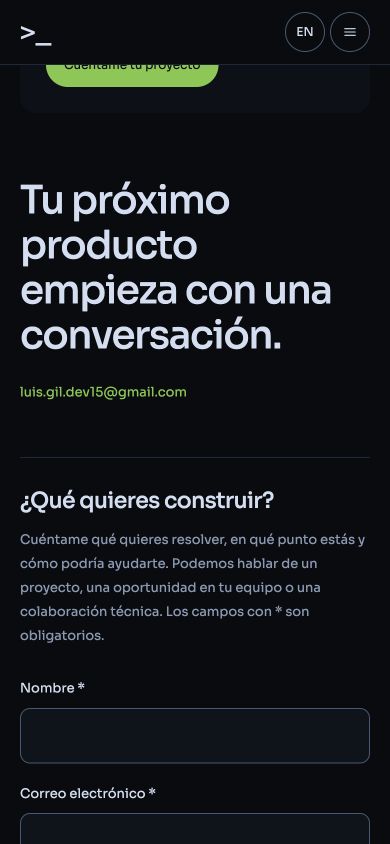 >_
EN
Cuéntame tu proyecto
Tu próximo
producto
empieza con una
conversación.
luis.gil.dev15@gmail.com
¿Qué quieres construir?
Cuéntame qué quieres resolver, en qué punto estás y
cómo podría ayudarte. Podemos hablar de un
proyecto, una oportunidad en tu equipo o una
colaboración técnica. Los campos con * son
obligatorios.
Nombre *
Correo electrónico *